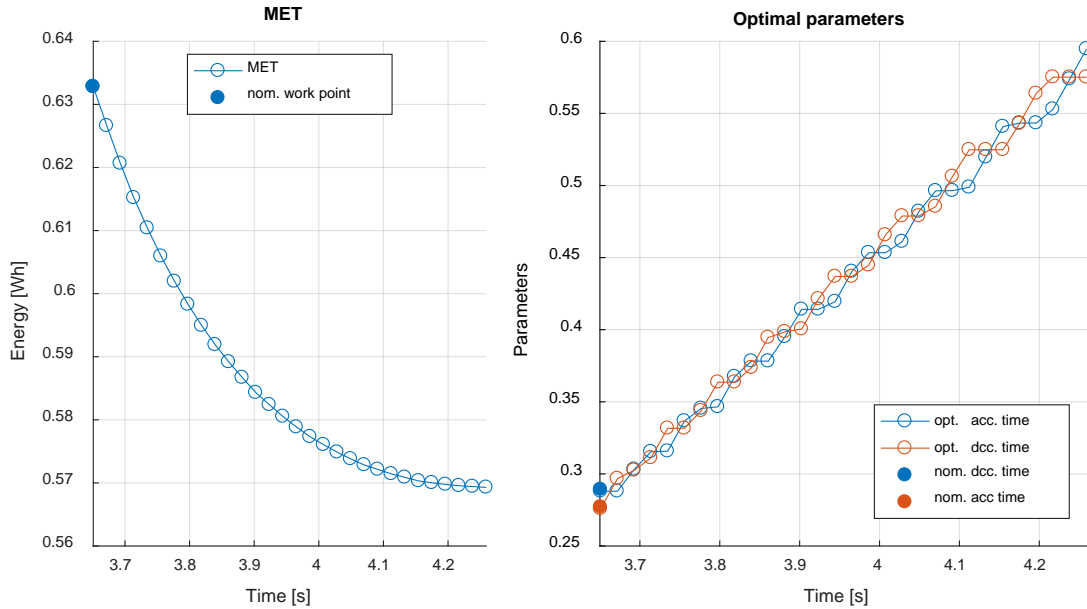 MET
0.64
0.63
0.62
0.61
0.6
0.59
0.58
0.57
0.56
Energy [Wh]
MET
nom. work point
3.7 3.8 3.9 4 4.1 4.2
Time [s]
Optimal parameters
0.6
0.55
0.5
0.45
0.4
0.35
0.3
0.25
Parameters
opt. acc. time
opt. dcc. time
nom. dcc. time
nom. acc time
3.7 3.8 3.9 4 4.1 4.2
Time [s]